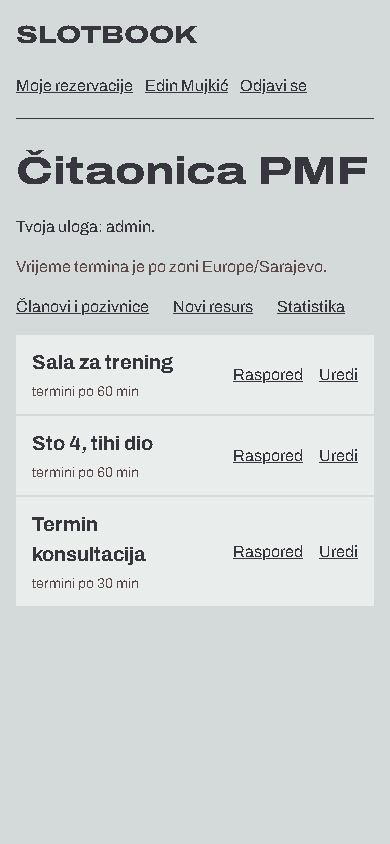 SLOTBOOK
Moje rezervacije Edin Mujkić Odjavi se
Čitaonica PMF
Tvoja uloga: admin.
Vrijeme termina je po zoni Europe/Sarajevo.
Članovi i pozivnice Novi resurs Statistika
Sala za trening
termini po 60 min
Raspored Uredi
Sto 4, tihi dio
termini po 60 min
Raspored Uredi
Termin
konsultacija
termini po 30 min
Raspored Uredi